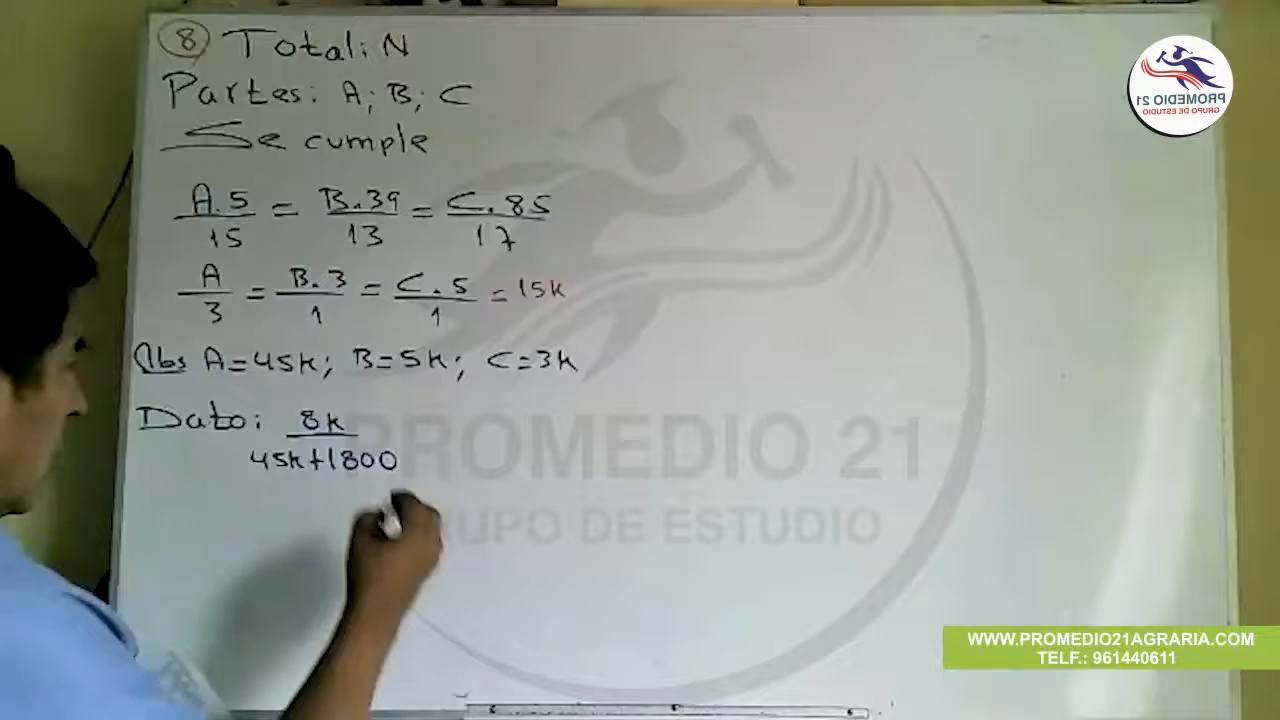 8 Total: N
Partes: A; B; C
Se cumple
A.5/15 = B.39/13 = C.85/17
A/3 = B.3/1 = C.5/1 = 15k
Obs A=45k; B=5k; C=3k
Dato: 8k/45k+1800
PROMEDIO 21
GRUPO DE ESTUDIO
PROMEDIO 21
GRUPO DE ESTUDIO
WWW.PROMEDIO21AGRARIA.COM
TELF.: 961440611